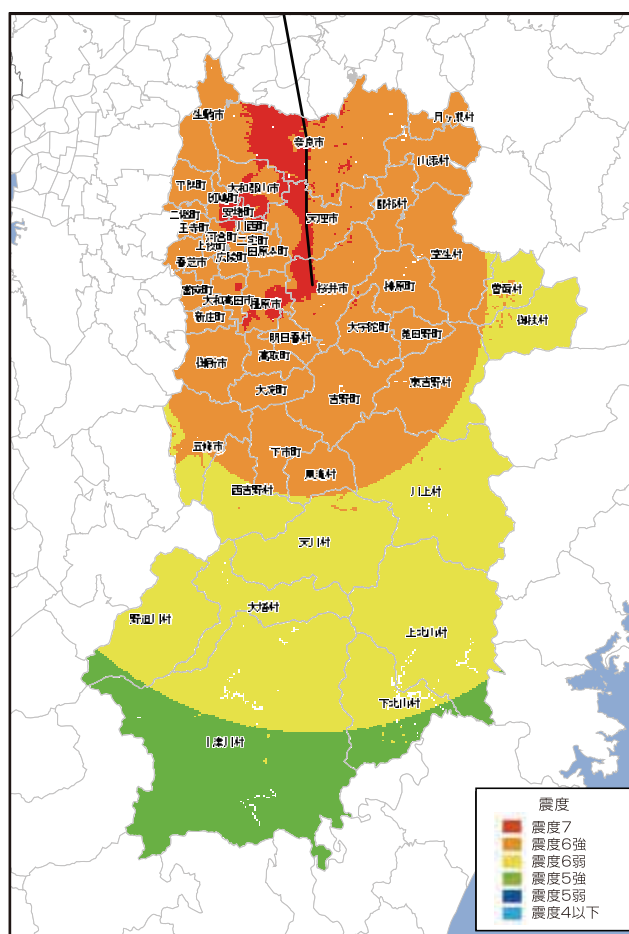 生駒市
奈良市
月ヶ瀬村
山添村
平群町
大和郡山市
斑鳩町
安堵町
都祁村
天理市
三郷町
王寺町
川西町
河合町
三宅町
上牧町
田原本町
広陵町
香芝市
室生村
曽爾村
榛原町
桜井市
當麻町
大和高田市
橿原市
御杖村
新庄町
大宇陀町
菟田野町
明日香村
高取町
御所市
東吉野村
大淀町
吉野町
五條市
下市町
黒滝村
西吉野村
川上村
天川村
大塔村
野迫川村
上北山村
下北山村
十津川村
震度
震度7
震度6強
震度6弱
震度5強
震度5弱
震度4以下